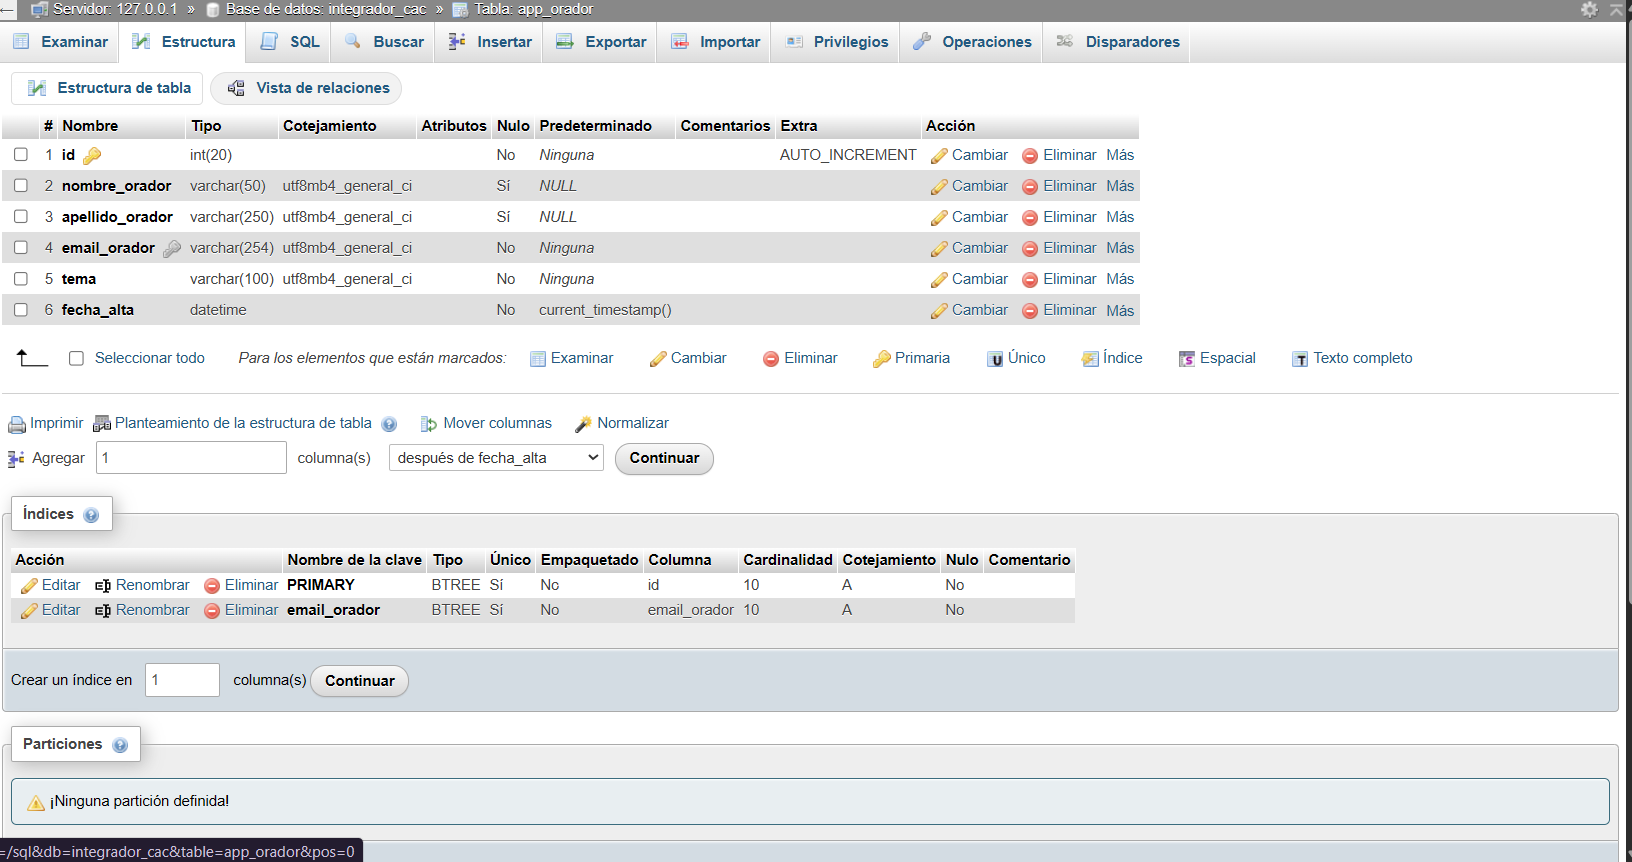 Servidor: 127.0.0.1 » Base de datos: integrador_cac » Tabla: app_orador
Examinar Estructura SQL Buscar Insertar Exportar Importar Privilegios Operaciones Disparadores
Estructura de tabla Vista de relaciones
# Nombre Tipo Cotejamiento Atributos Nulo Predeterminado Comentarios Extra Acción
1 id int(20) No Ninguna AUTO_INCREMENT Cambiar Eliminar Más
2 nombre_orador varchar(50) utf8mb4_general_ci Sí NULL Cambiar Eliminar Más
3 apellido_orador varchar(250) utf8mb4_general_ci Sí NULL Cambiar Eliminar Más
4 email_orador varchar(254) utf8mb4_general_ci No Ninguna Cambiar Eliminar Más
5 tema varchar(100) utf8mb4_general_ci No Ninguna Cambiar Eliminar Más
6 fecha_alta datetime No current_timestamp() Cambiar Eliminar Más
Seleccionar todo Para los elementos que están marcados: Examinar Cambiar Eliminar Primaria Único Índice Espacial Texto completo
Imprimir Planteamiento de la estructura de tabla Mover columnas Normalizar
Agregar 1 columna(s) después de fecha_alta Continuar
Índices
Acción Nombre de la clave Tipo Único Empaquetado Columna Cardinalidad Cotejamiento Nulo Comentario
Editar Renombrar Eliminar PRIMARY BTREE Sí No id 10 A No
Editar Renombrar Eliminar email_orador BTREE Sí No email_orador 10 A No
Crear un índice en 1 columna(s) Continuar
Particiones
¡Ninguna partición definida!
=/sql&db=integrador_cac&table=app_orador&pos=0